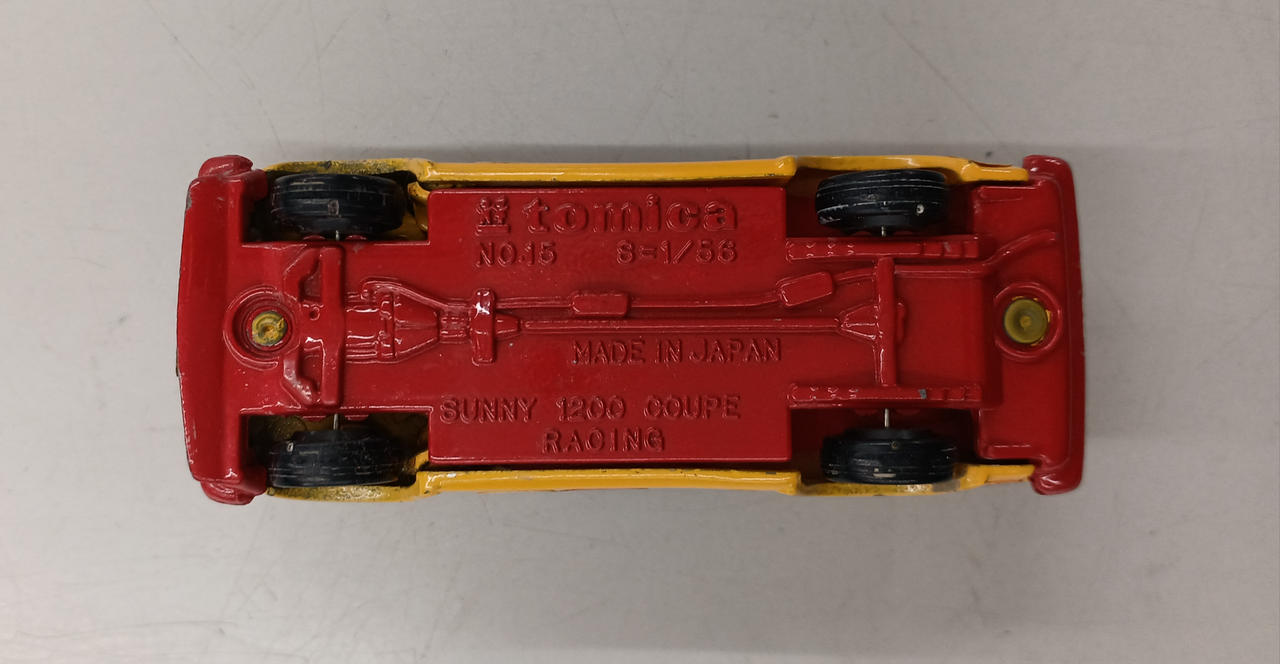 tomica
NO.15 S=1/56
MADE IN JAPAN
SUNNY 1200 COUPE
RACING